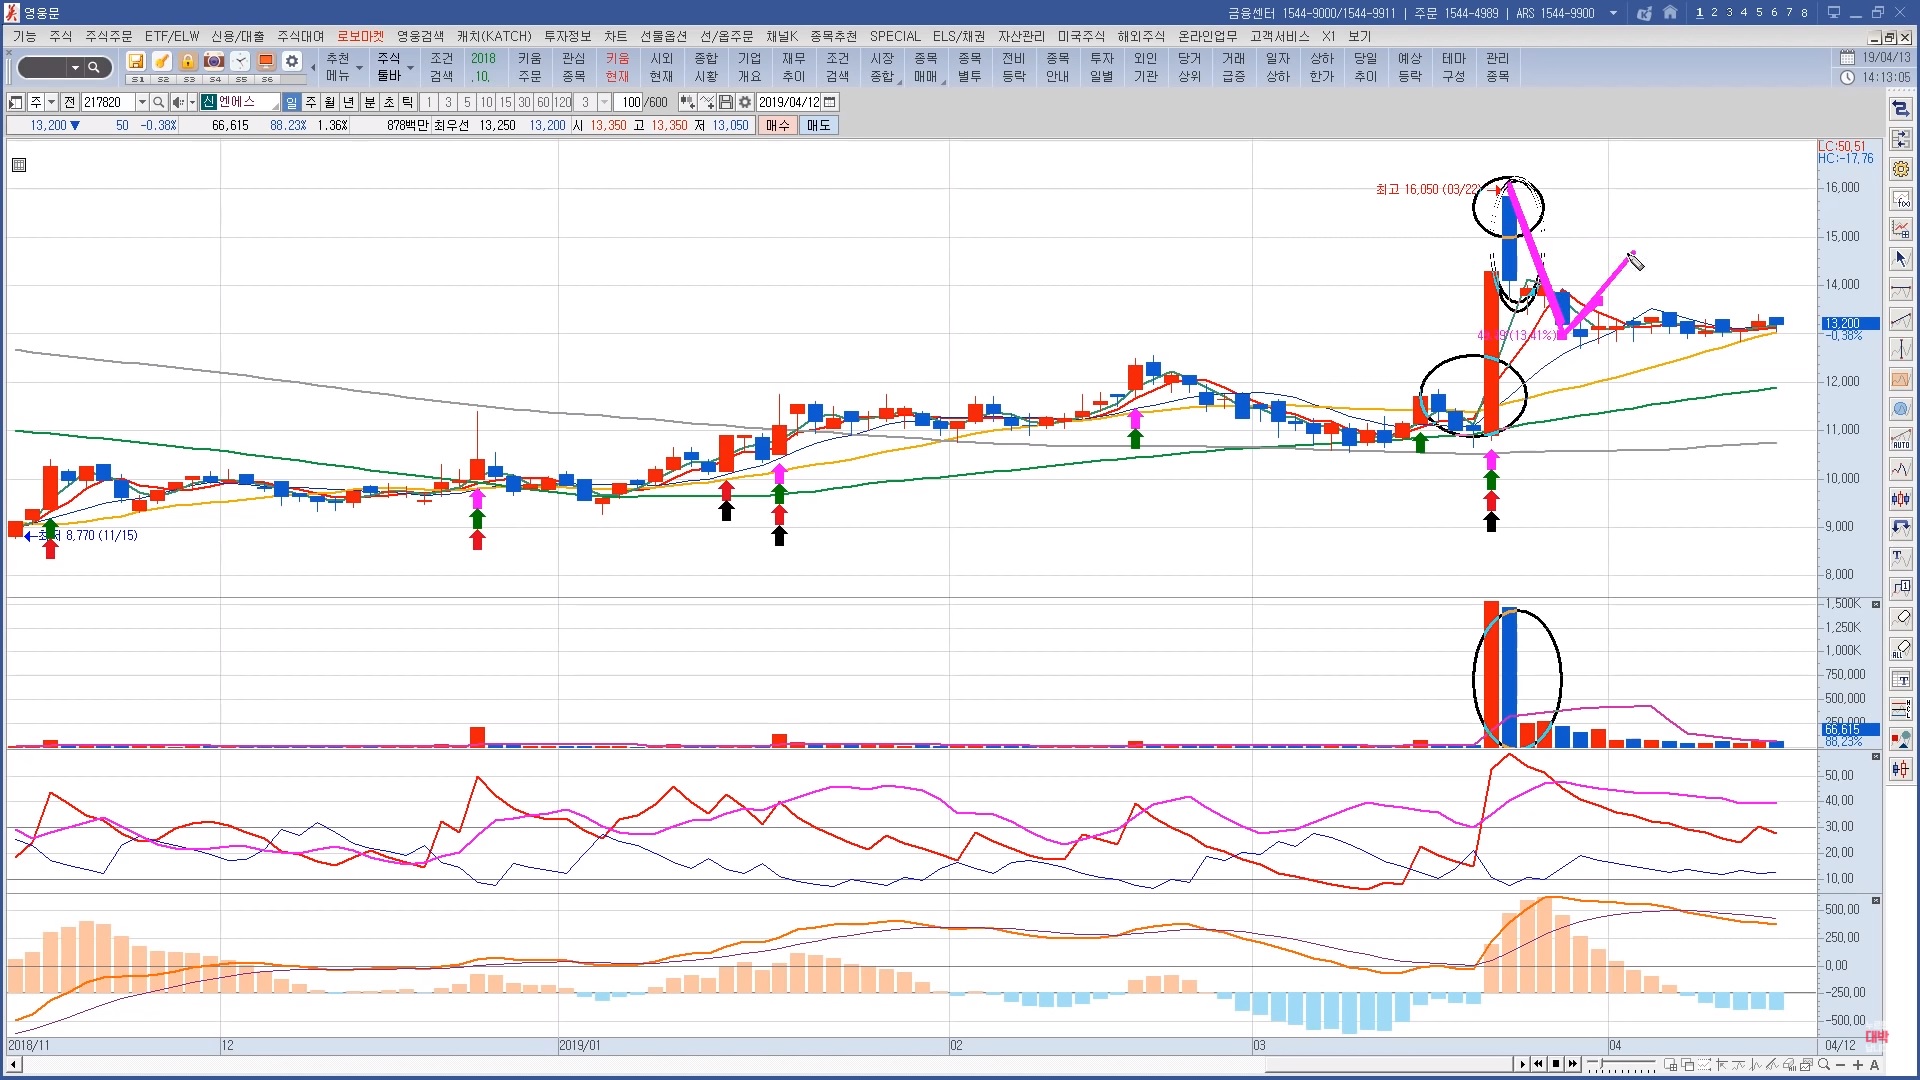 영웅문
금융센터 1544-9000/1544-9911 | 주문 1544-4989 | ARS 1544-9900
1 2 3 4 5 6 7 8
기능 주식 주식주문 ETF/ELW 신용/대출 주식대여 로보마켓 영웅검색 캐치(KATCH) 투자정보 차트 선물옵션 선/옵주문 채널K 종목추천 SPECIAL ELS/채권 자산관리 미국주식 해외주식 온라인업무 고객서비스 X1 보기
S1 S2 S3 S4 S5 S6
추천 주식 조건 2018 키움 관심 키움 시외 종합 기업 재무 조건 시장 종목 종목 전비 종목 투자 외인 당거 거래 일자 상하 당일 예상 테마 관리
메뉴 툴바 검색 .10. 주문 종목 현재 현재 시황 개요 추이 검색 종합 매매 별투 등락 안내 일별 기관 상위 급증 상하 한가 추이 등락 구성 종목
19/04/13
14:13:05
주 전 217820 신 엔에스 일 주 월 년 분 초 틱 1 3 5 10 15 30 60 120 3 100 /600 2019/04/12
13,200 ▼ 50 -0.38% 66,615 88.23% 1.36% 878백만 최우선 13,250 13,200 시 13,350 고 13,350 저 13,050 매수 매도
LC:50,51
HC:-17,76
최고 16,050 (03/22)
16,000
15,000
14,000
13,200
-0,38%
12,000
11,000
10,000
9,000
8,770 (11/15)
8,000
1,500K
1,250K
1,000K
750,000
500,000
250,000
66,615
88,23%
50,00
40,00
30,00
20,00
10,00
500,00
250,00
0,00
-250,00
-500,00
대박
2018/11 12 2019/01 02 03 04 04/12